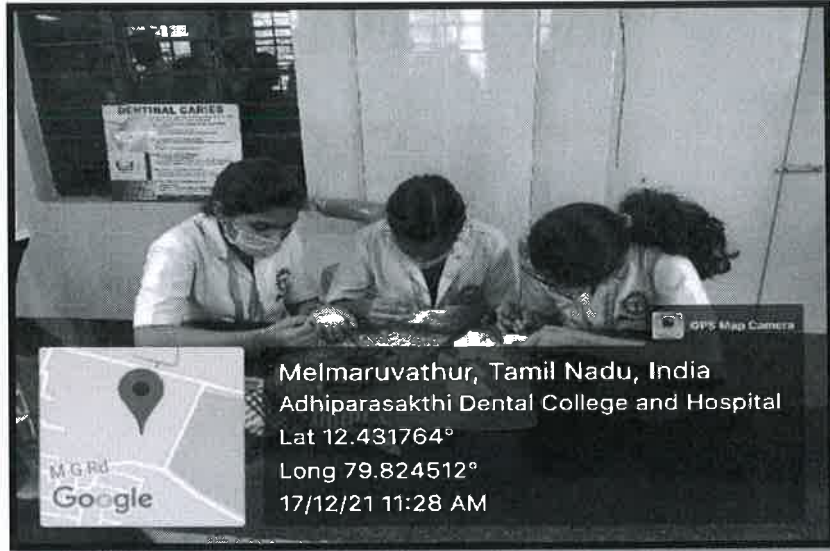 DENTINAL CARIES
GPS Map Camera
Melmaruvathur, Tamil Nadu, India
Adhiparasakthi Dental College and Hospital
Lat 12.431764°
Long 79.824512°
17/12/21 11:28 AM
M G Rd
Google